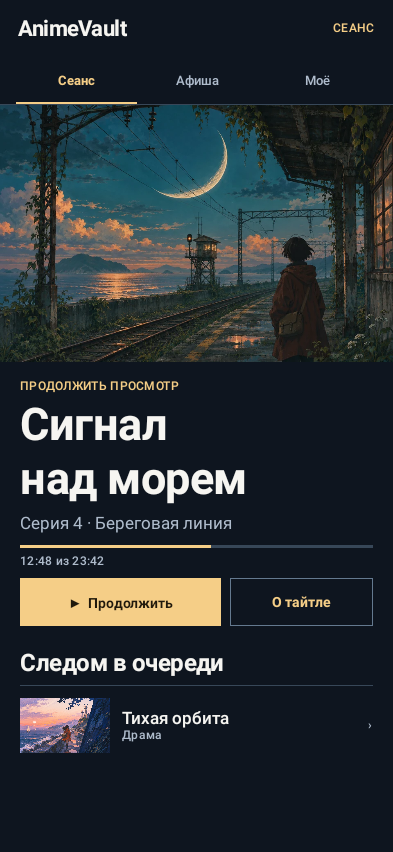 AnimeVault
СЕАНС
Сеанс
Афиша
Моё
ПРОДОЛЖИТЬ ПРОСМОТР
Сигнал
над морем
Серия 4 · Береговая линия
12:48 из 23:42
► Продолжить
О тайтле
Следом в очереди
Тихая орбита
Драма
›